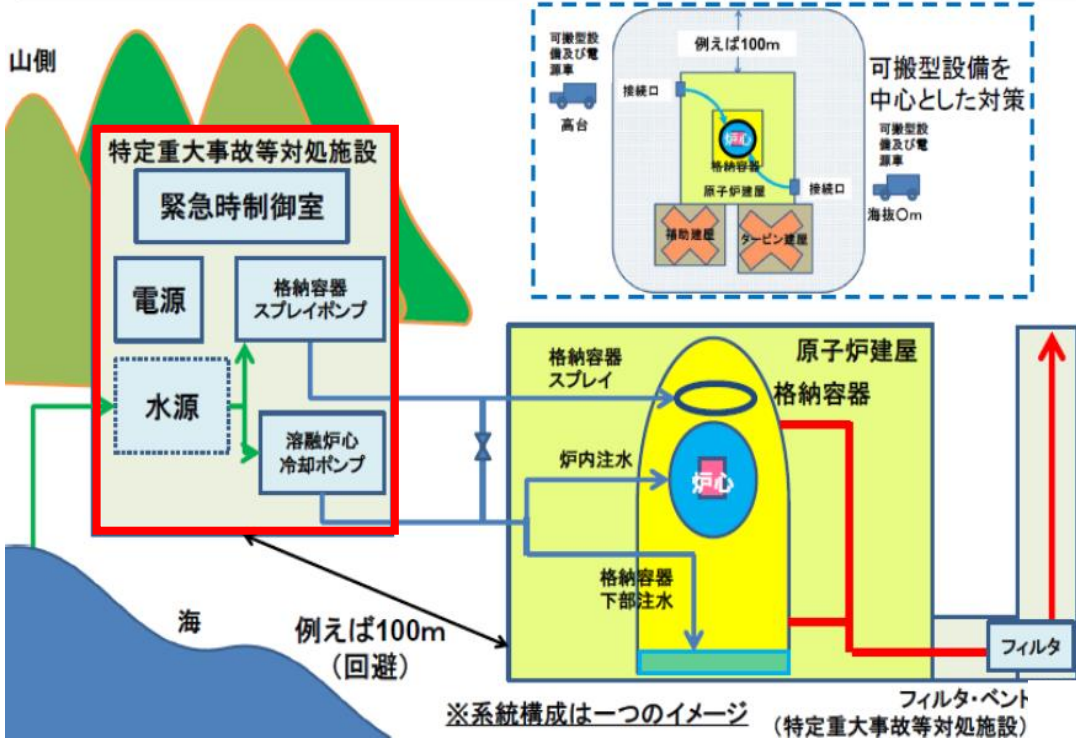 山側
特定重大事故等対処施設
緊急時制御室
電源
格納容器
スプレイポンプ
水源
溶融炉心
冷却ポンプ
海
例えば100m
(回避)
可搬型設
備及び電
源車
高台
例えば100m
接続口
炉心
格納容器
原子炉建屋
接続口
補助建屋
タービン建屋
可搬型設備を
中心とした対策
可搬型設
備及び電
源車
海抜〇m
原子炉建屋
格納容器
格納容器
スプレイ
炉内注水
炉心
格納容器
下部注水
フィルタ
フィルタ・ベント
(特定重大事故等対処施設)
※系統構成は一つのイメージ